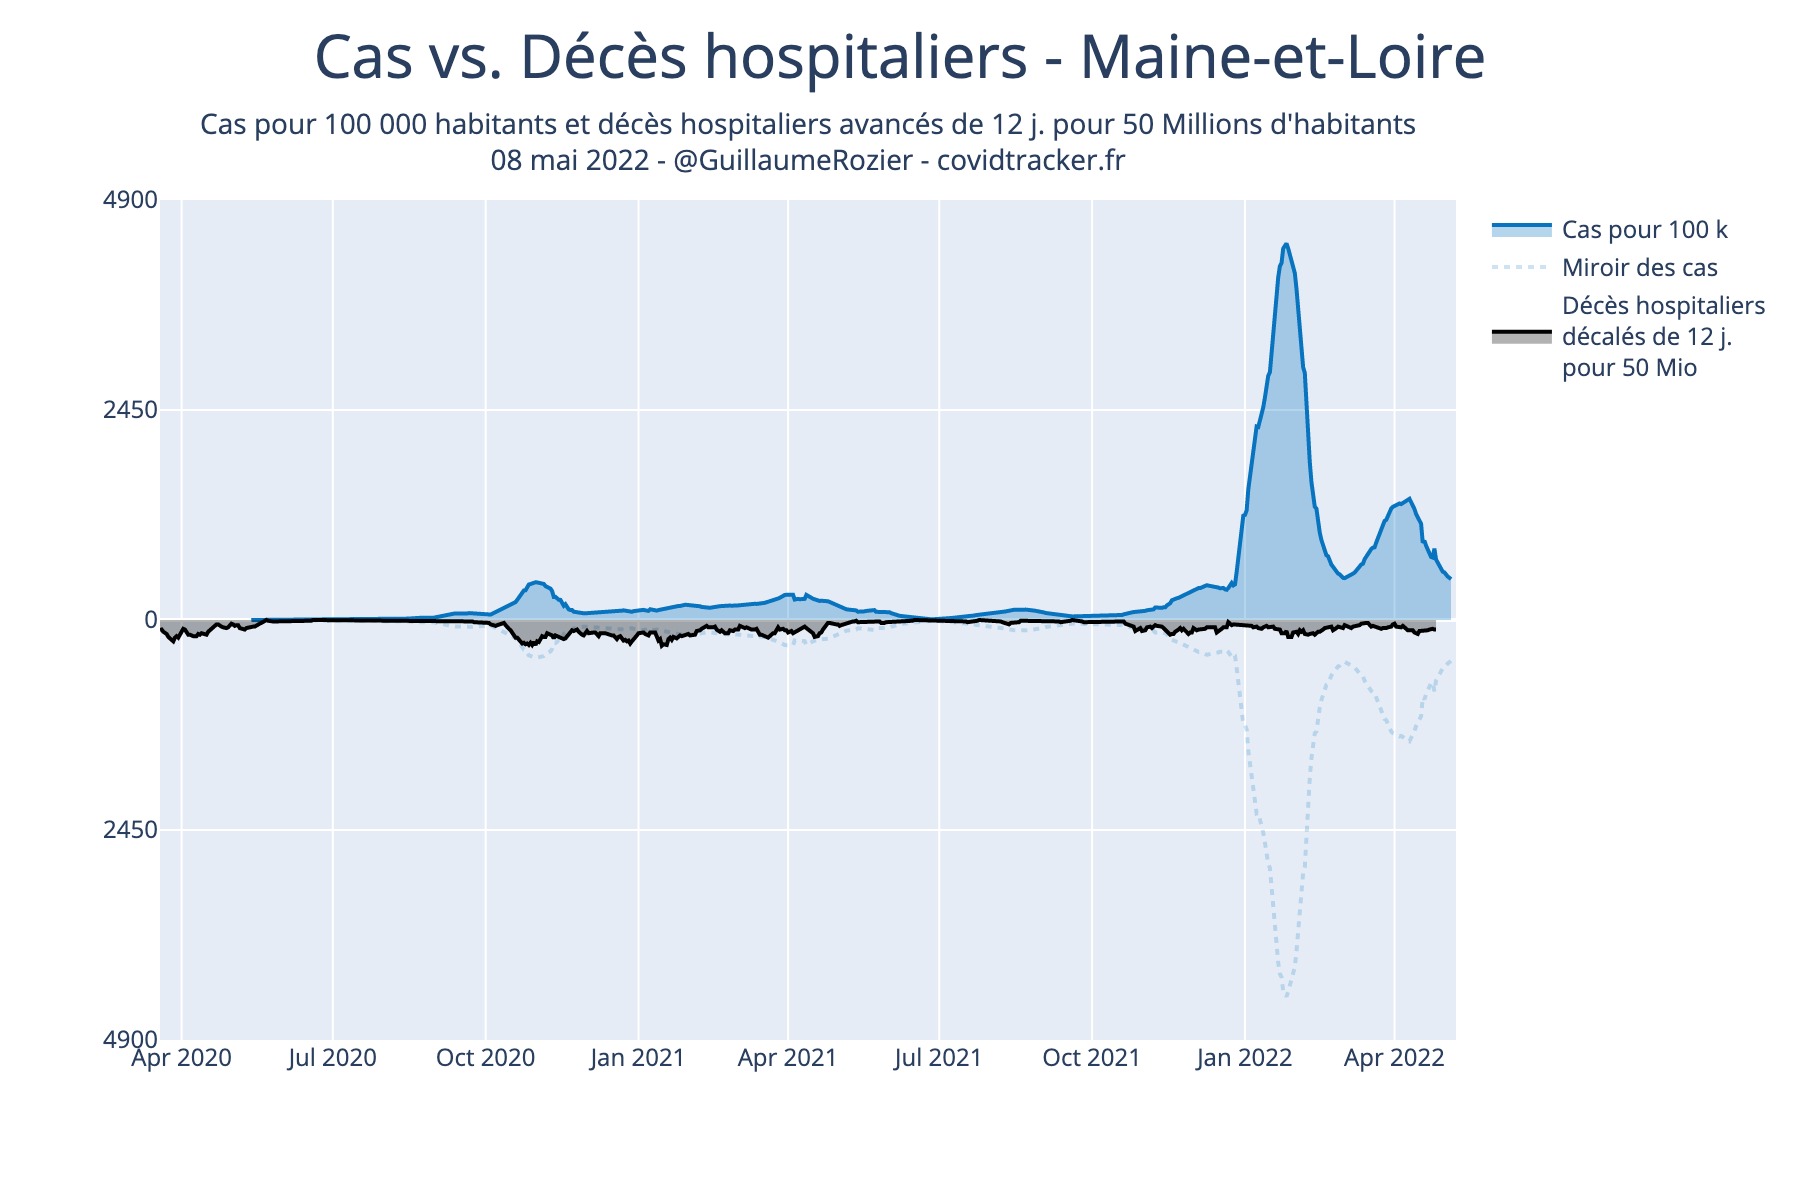 Cas vs. Décès hospitaliers - Maine-et-Loire
Cas pour 100 000 habitants et décès hospitaliers avancés de 12 j. pour 50 Millions d'habitants
08 mai 2022 - @GuillaumeRozier - covidtracker.fr
4900
2450
0
2450
4900
Apr 2020
Jul 2020
Oct 2020
Jan 2021
Apr 2021
Jul 2021
Oct 2021
Jan 2022
Apr 2022
Cas pour 100 k
Miroir des cas
Décès hospitaliers
décalés de 12 j.
pour 50 Mio